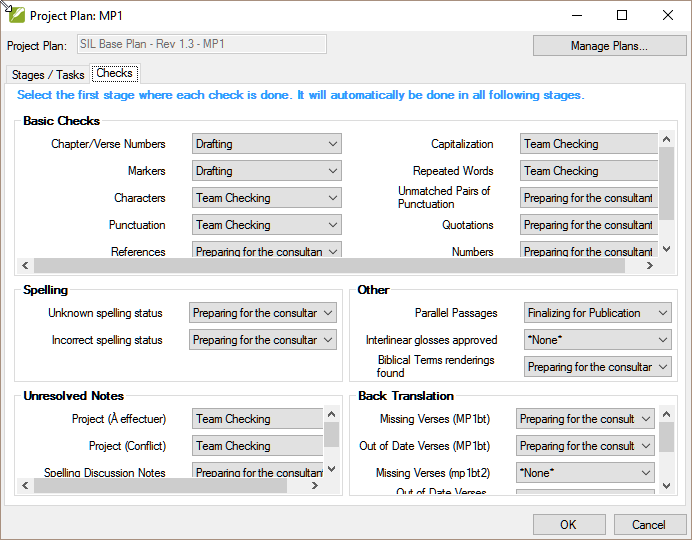 Project Plan: MP1
Project Plan: SIL Base Plan - Rev 1.3 - MP1 Manage Plans...
Stages / Tasks Checks
Select the first stage where each check is done. It will automatically be done in all following stages.
Basic Checks
Chapter/Verse Numbers Drafting
Markers Drafting
Characters Team Checking
Punctuation Team Checking
References Preparing for the consultan
Capitalization Team Checking
Repeated Words Team Checking
Unmatched Pairs of
Punctuation Preparing for the consultant
Quotations Preparing for the consultant
Numbers Preparing for the consultant
Spelling
Unknown spelling status Preparing for the consultar
Incorrect spelling status Preparing for the consultar
Other
Parallel Passages Finalizing for Publication
Interlinear glosses approved *None*
Biblical Terms renderings
found Preparing for the consultar
Unresolved Notes
Project (À effectuer) Team Checking
Project (Conflict) Team Checking
Spelling Discussion Notes Preparing for the consultant
Back Translation
Missing Verses (MP1bt) Preparing for the consult
Out of Date Verses (MP1bt) Preparing for the consult
Missing Verses (mp1bt2) *None*
Out of Date Verses
OK Cancel